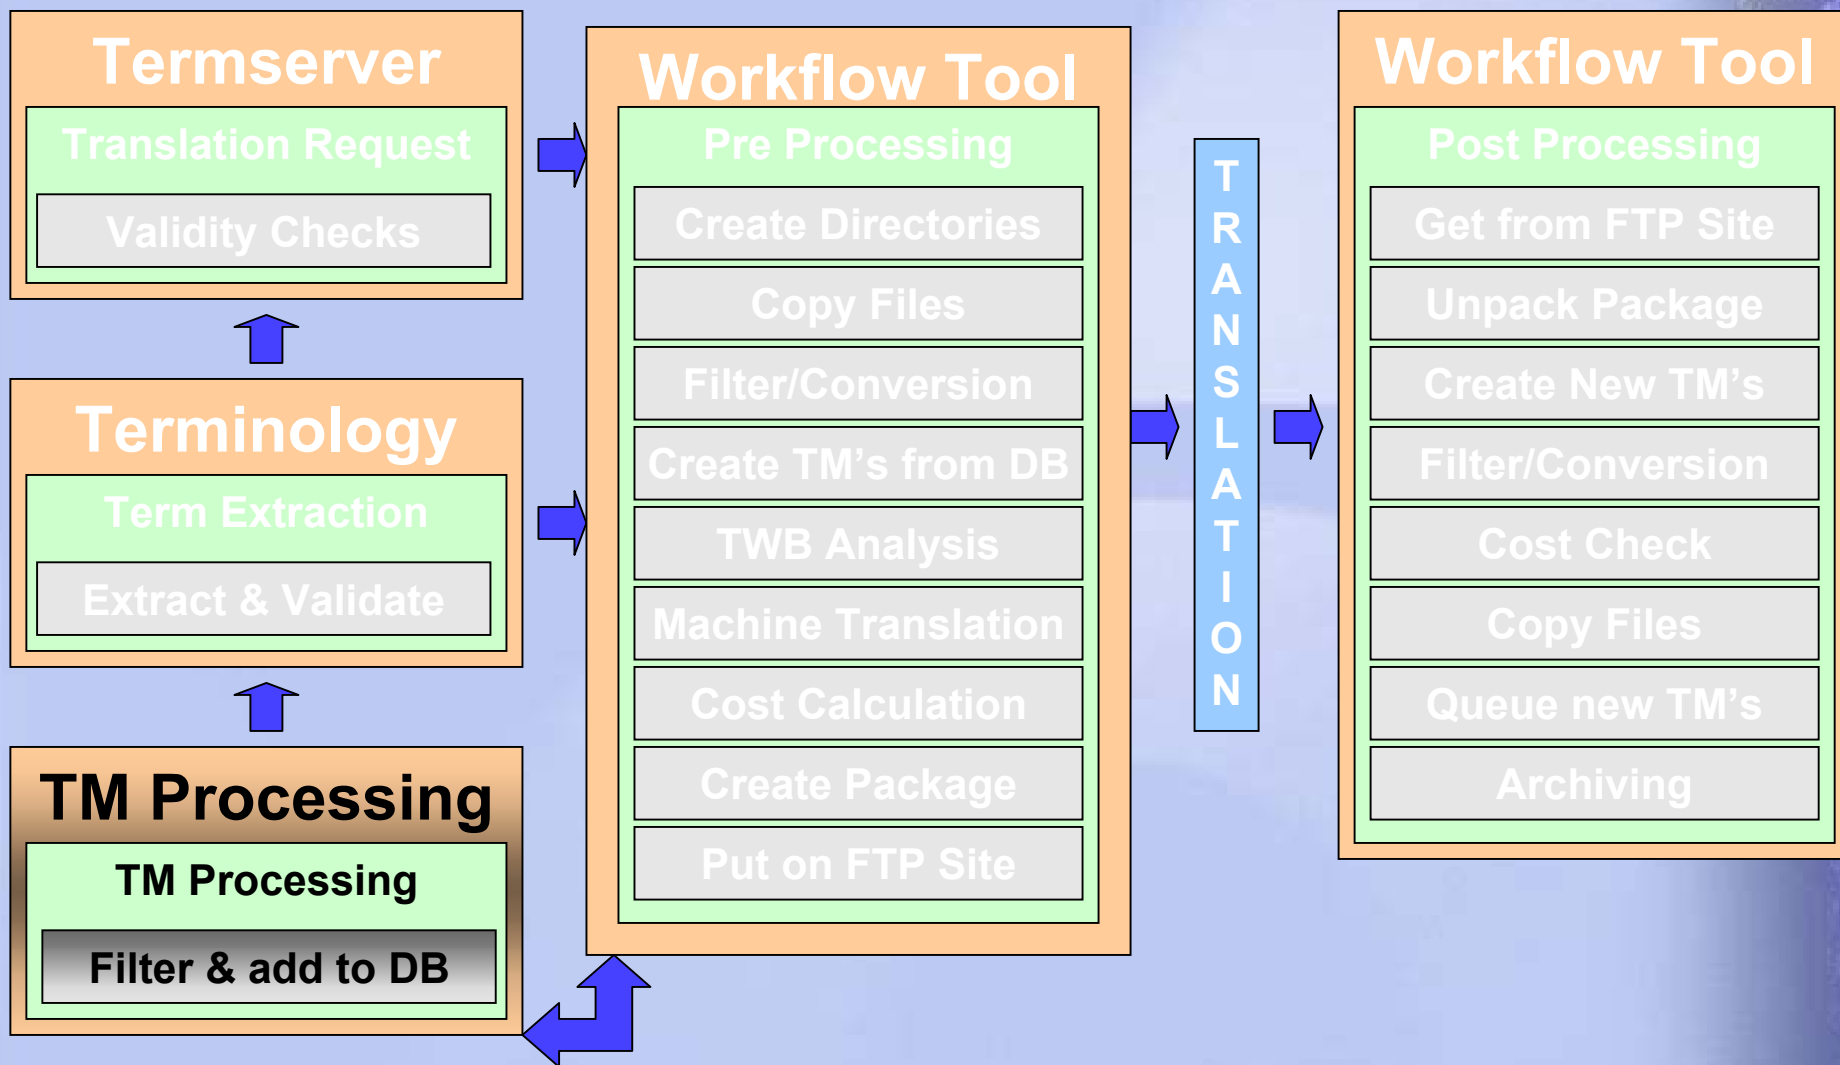 Termserver
Translation Request
Validity Checks
Terminology
Term Extraction
Extract & Validate
TM Processing
TM Processing
Filter & add to DB
Workflow Tool
Pre Processing
Create Directories
Copy Files
Filter/Conversion
Create TM’s from DB
TWB Analysis
Machine Translation
Cost Calculation
Create Package
Put on FTP Site
TRANSLATION
Workflow Tool
Post Processing
Get from FTP Site
Unpack Package
Create New TM’s
Filter/Conversion
Cost Check
Copy Files
Queue new TM’s
Archiving